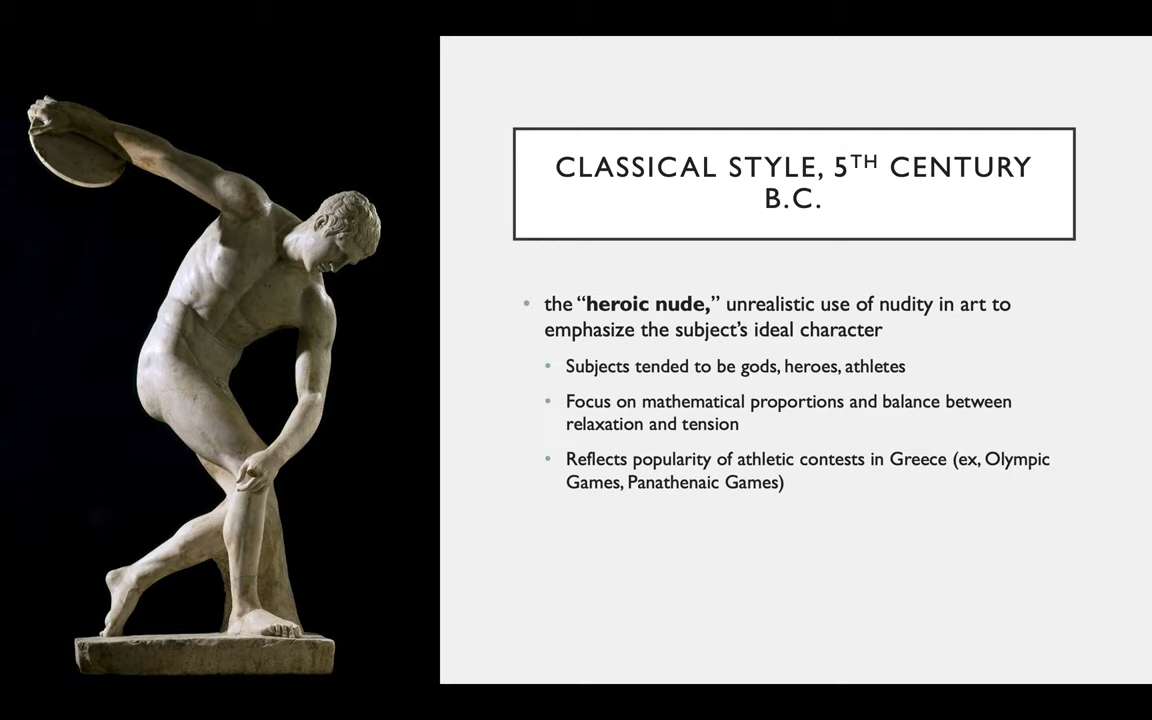 CLASSICAL STYLE, 5TH CENTURY
B.C.
• the “heroic nude,” unrealistic use of nudity in art to
emphasize the subject’s ideal character
• Subjects tended to be gods, heroes, athletes
• Focus on mathematical proportions and balance between
relaxation and tension
• Reflects popularity of athletic contests in Greece (ex, Olympic
Games, Panathenaic Games)